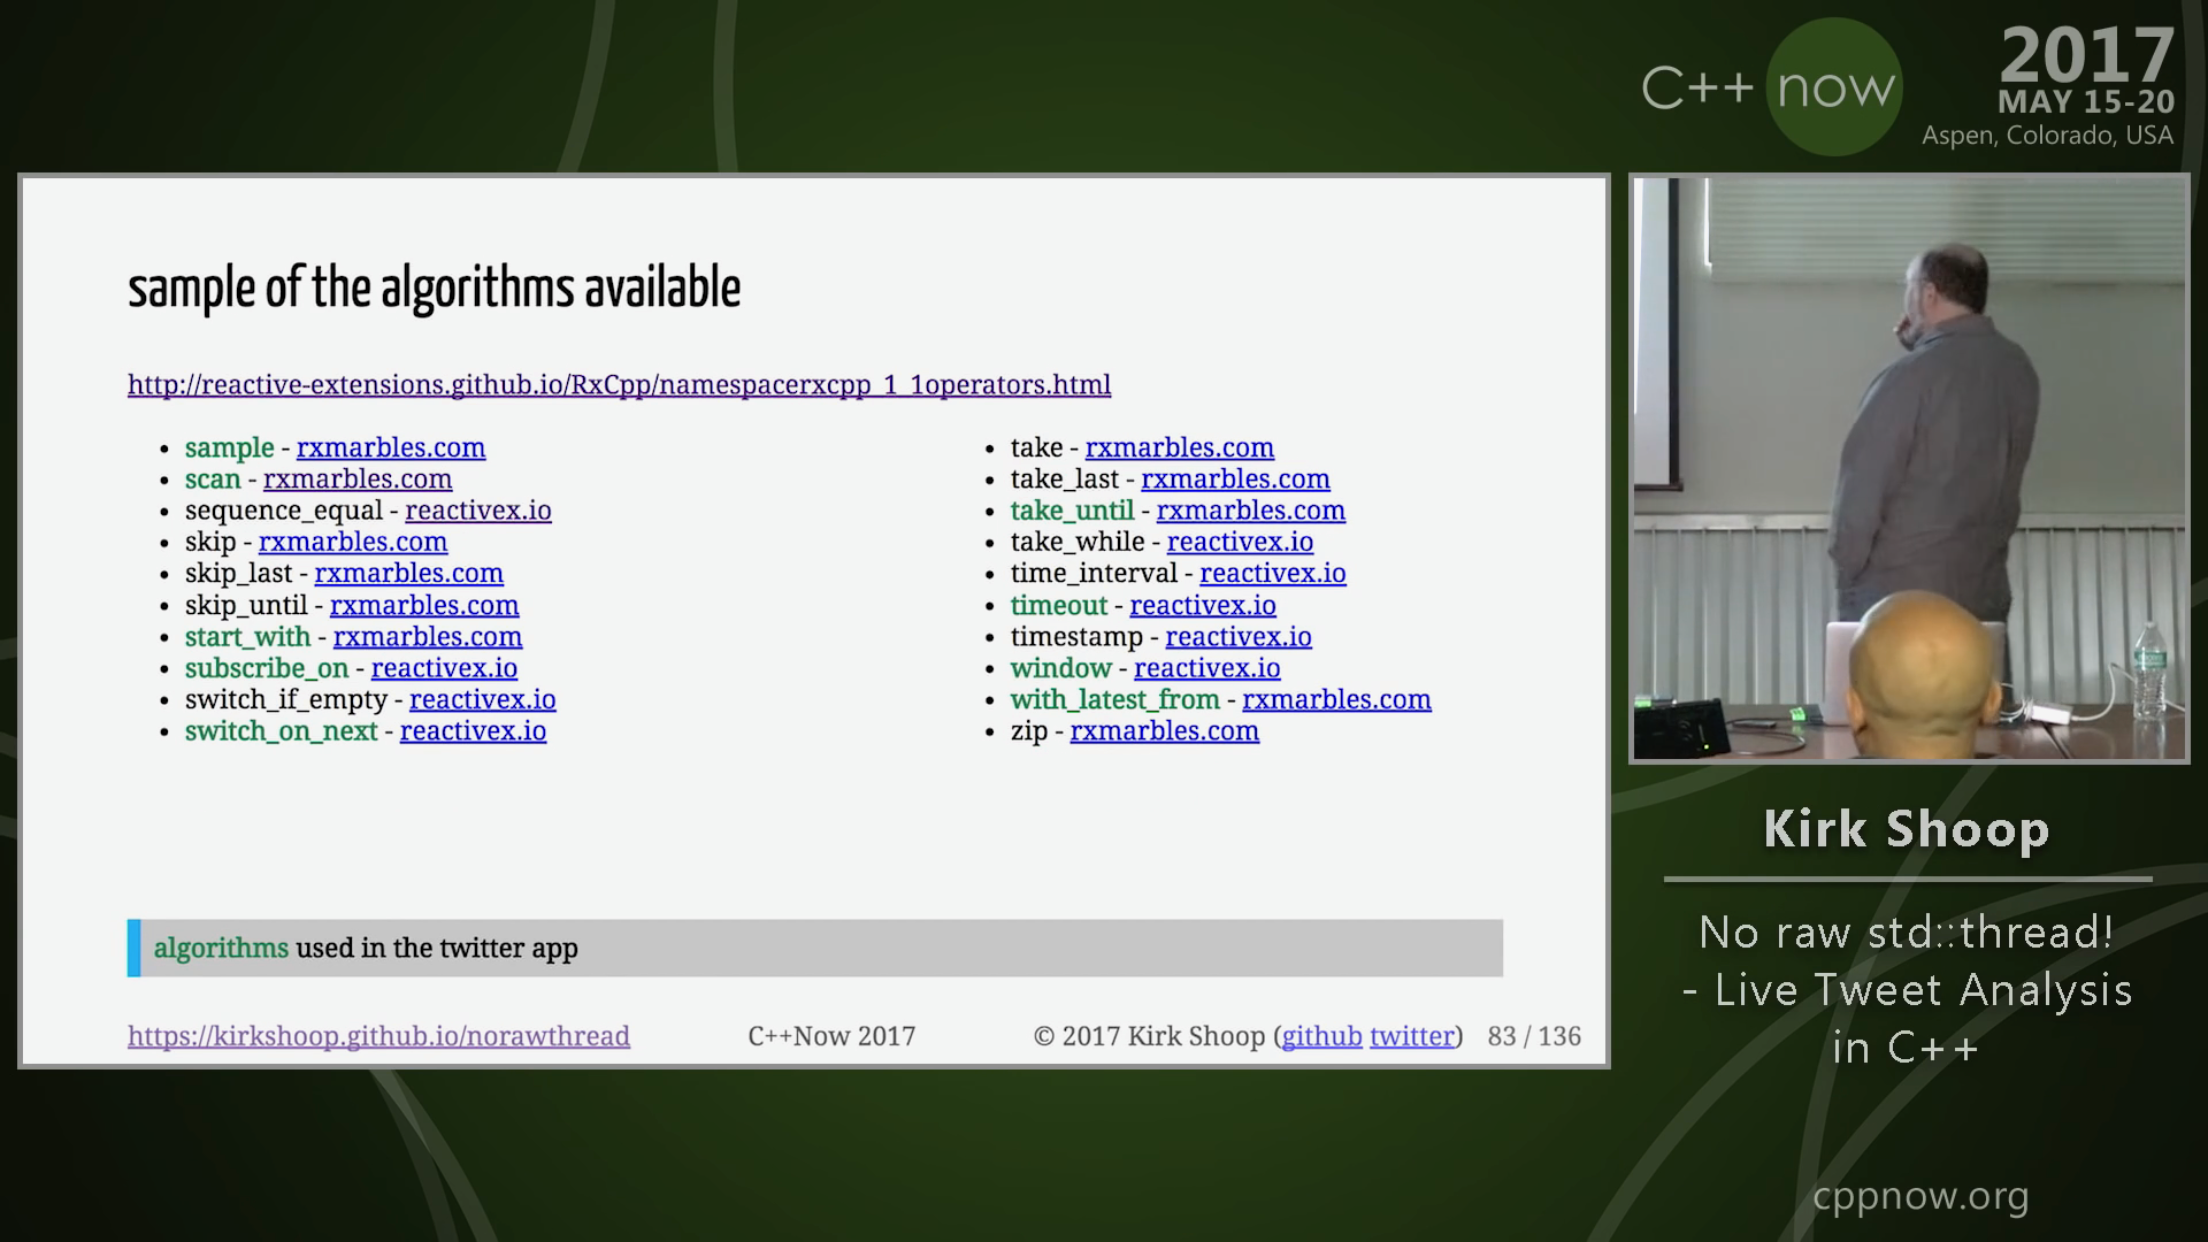 C++ now
2017
MAY 15-20
Aspen, Colorado, USA
sample of the algorithms available
http://reactive-extensions.github.io/RxCpp/namespacerxcpp_1_1operators.html
• sample - rxmarbles.com
• scan - rxmarbles.com
• sequence_equal - reactivex.io
• skip - rxmarbles.com
• skip_last - rxmarbles.com
• skip_until - rxmarbles.com
• start_with - rxmarbles.com
• subscribe_on - reactivex.io
• switch_if_empty - reactivex.io
• switch_on_next - reactivex.io
• take - rxmarbles.com
• take_last - rxmarbles.com
• take_until - rxmarbles.com
• take_while - reactivex.io
• time_interval - reactivex.io
• timeout - reactivex.io
• timestamp - reactivex.io
• window - reactivex.io
• with_latest_from - rxmarbles.com
• zip - rxmarbles.com
algorithms used in the twitter app
https://kirkshoop.github.io/norawthread C++Now 2017 © 2017 Kirk Shoop (github twitter) 83 / 136
Kirk Shoop
No raw std::thread!
- Live Tweet Analysis
in C++
cppnow.org